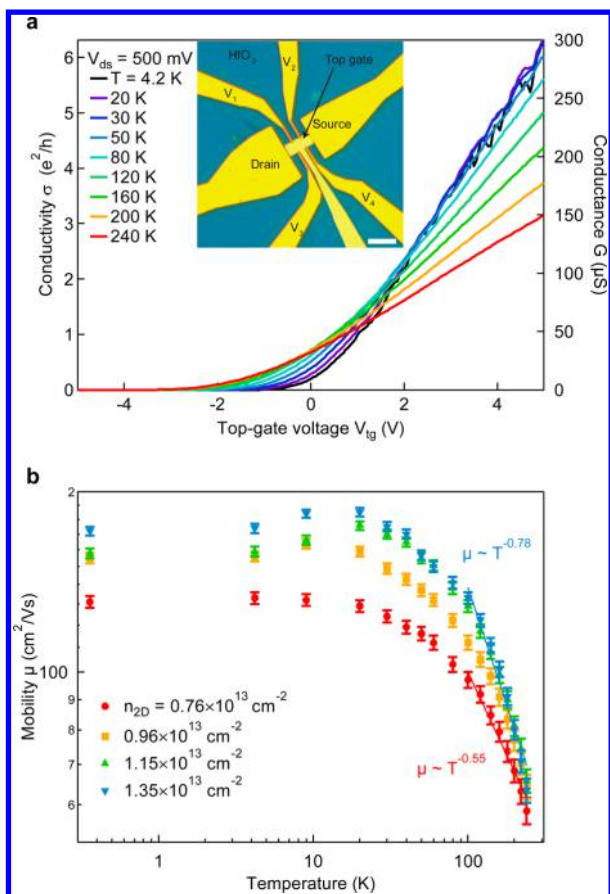 a
V_ds = 500 mV
T = 4.2 K
20 K
30 K
50 K
80 K
120 K
160 K
200 K
240 K
HfO₂
V₂
Top gate
V₁
Source
Drain
V₄
V₃
Conductivity σ (e²/h)
6
5
4
3
2
1
0
300
250
200
150
100
50
0
Conductance G (µS)
-4
-2
0
2
4
Top-gate voltage V_tg (V)
b
Mobility µ (cm²/Vs)
2
100
9
8
7
6
µ ~ T^-0.78
n_2D = 0.76×10¹³ cm⁻²
0.96×10¹³ cm⁻²
1.15×10¹³ cm⁻²
1.35×10¹³ cm⁻²
µ ~ T^-0.55
1
10
100
Temperature (K)